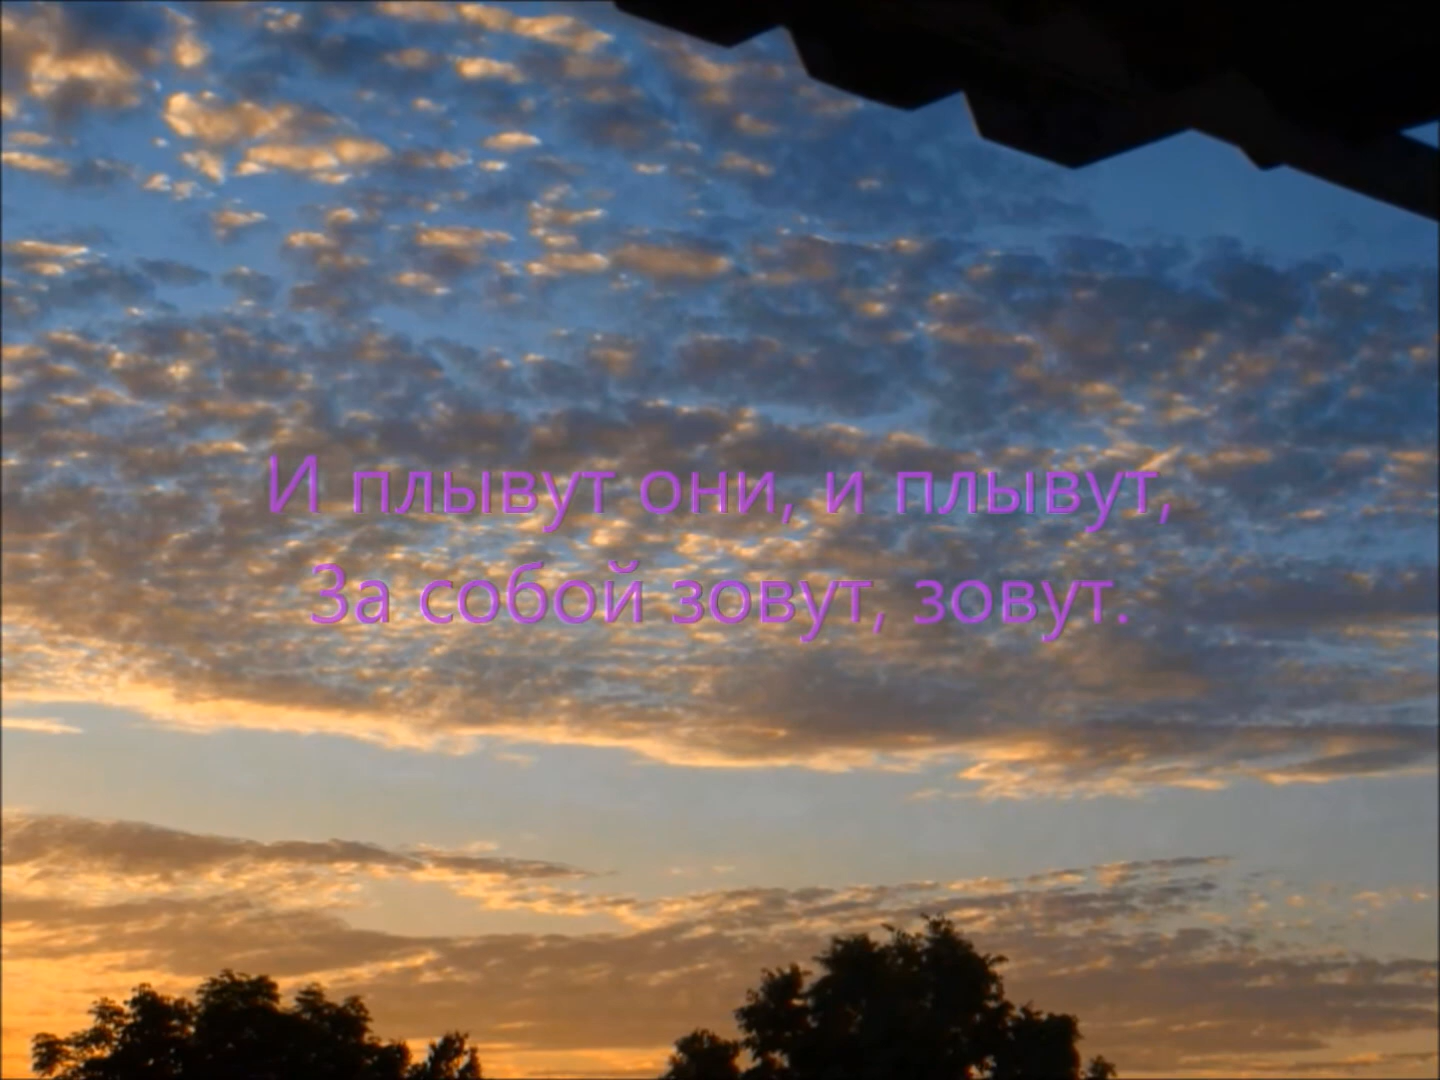 И плывут они, и плывут,
За собой зовут, зовут.